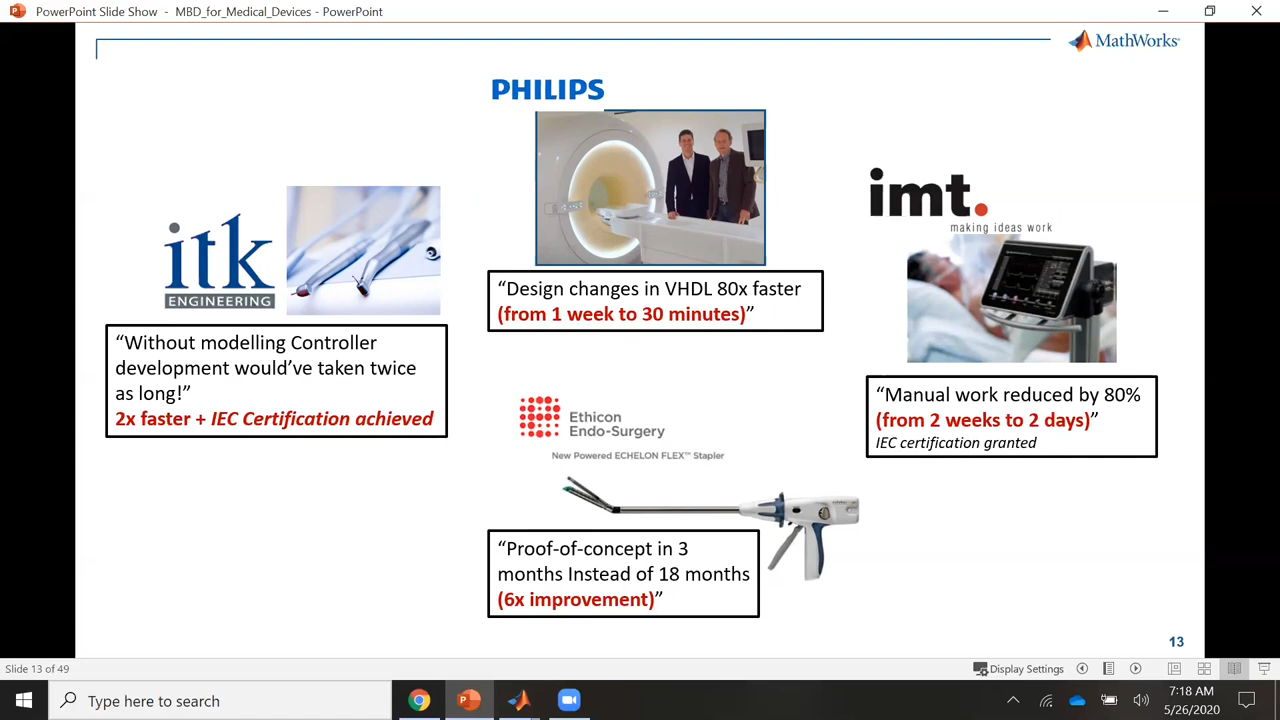 PowerPoint Slide Show - MBD_for_Medical_Devices - PowerPoint
MathWorks®
PHILIPS
“Design changes in VHDL 80x faster
(from 1 week to 30 minutes)”
itk
ENGINEERING
“Without modelling Controller
development would’ve taken twice
as long!”
2x faster + IEC Certification achieved
imt.
making ideas work
“Manual work reduced by 80%
(from 2 weeks to 2 days)”
IEC certification granted
Ethicon
Endo-Surgery
New Powered ECHELON FLEX™ Stapler
“Proof-of-concept in 3
months Instead of 18 months
(6x improvement)”
13
Slide 13 of 49
Display Settings
Type here to search
7:18 AM
5/26/2020